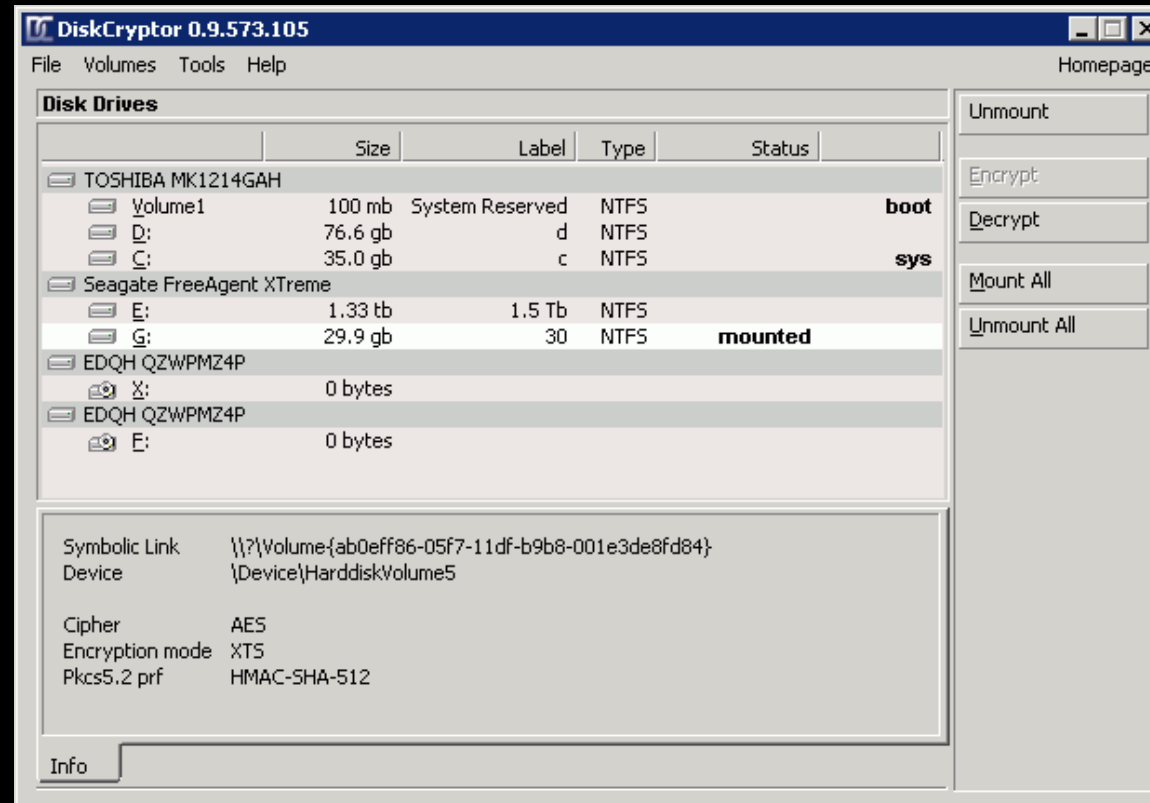 DiskCryptor 0.9.573.105
File Volumes Tools Help Homepage
Disk Drives
Size Label Type Status
TOSHIBA MK1214GAH
Volume1 100 mb System Reserved NTFS boot
D: 76.6 gb d NTFS
C: 35.0 gb c NTFS sys
Seagate FreeAgent XTreme
E: 1.33 tb 1.5 Tb NTFS
G: 29.9 gb 30 NTFS mounted
EDQH QZWPMZ4P
X: 0 bytes
EDQH QZWPMZ4P
F: 0 bytes
Unmount
Encrypt
Decrypt
Mount All
Unmount All
Symbolic Link \\?\Volume{ab0eff86-05f7-11df-b9b8-001e3de8fd84}
Device \Device\HarddiskVolume5
Cipher AES
Encryption mode XTS
Pkcs5.2 prf HMAC-SHA-512
Info